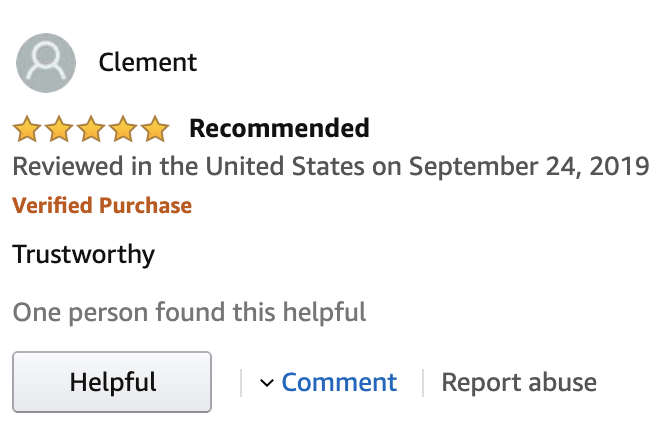 Clement
Recommended
Reviewed in the United States on September 24, 2019
Verified Purchase
Trustworthy
One person found this helpful
Helpful Comment Report abuse